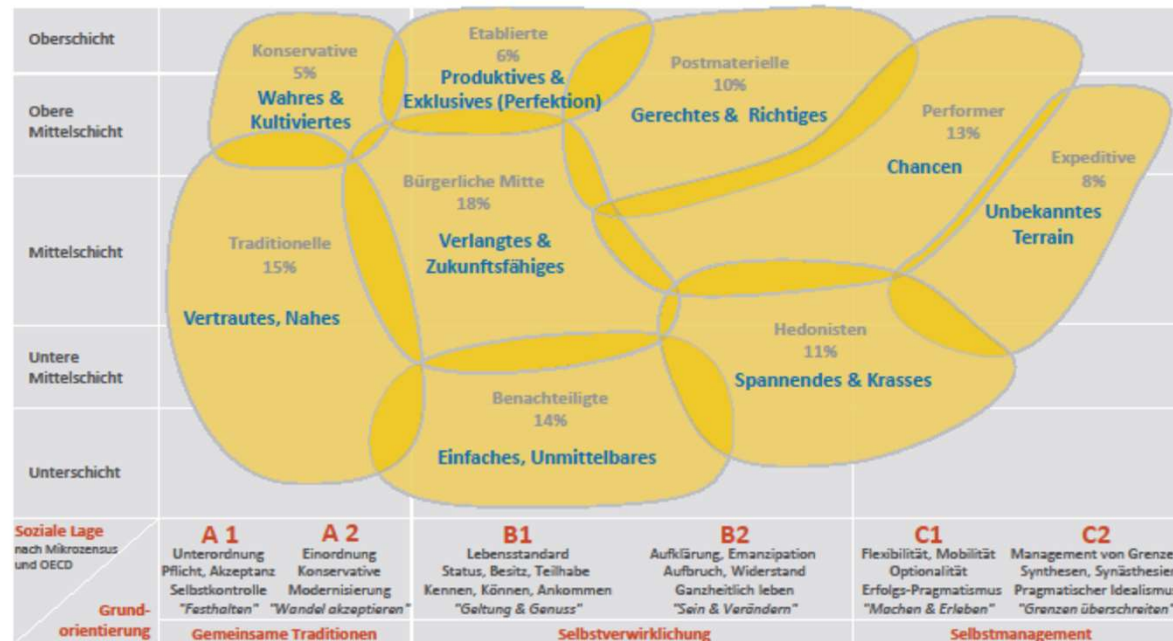 Oberschicht
Obere
Mittelschicht
Mittelschicht
Untere
Mittelschicht
Unterschicht
Konservative
5%
Wahres &
Kultiviertes
Etablierte
6%
Produktives &
Exklusives (Perfektion)
Postmaterielle
10%
Gerechtes & Richtiges
Performer
13%
Chancen
Expeditive
8%
Unbekanntes
Terrain
Traditionelle
15%
Vertrautes, Nahes
Bürgerliche Mitte
18%
Verlangtes &
Zukunftsfähiges
Hedonisten
11%
Spannendes & Krasses
Benachteiligte
14%
Einfaches, Unmittelbares
Soziale Lage
nach Mikrozensus
und OECD
Grund-
orientierung
A 1
Unterordnung
Pflicht, Akzeptanz
Selbstkontrolle
"Festhalten"
A 2
Einordnung
Konservative
Modernisierung
"Wandel akzeptieren"
B1
Lebensstandard
Status, Besitz, Teilhabe
Kennen, Können, Ankommen
"Geltung & Genuss"
B2
Aufklärung, Emanzipation
Aufbruch, Widerstand
Ganzheitlich leben
"Sein & Verändern"
C1
Flexibilität, Mobilität
Optionalität
Erfolgs-Pragmatismus
"Machen & Erleben"
C2
Management von Grenze
Synthesen, Synästhesien
Pragmatischer Idealismus
"Grenzen überschreiten"
Gemeinsame Traditionen
Selbstverwirklichung
Selbstmanagement